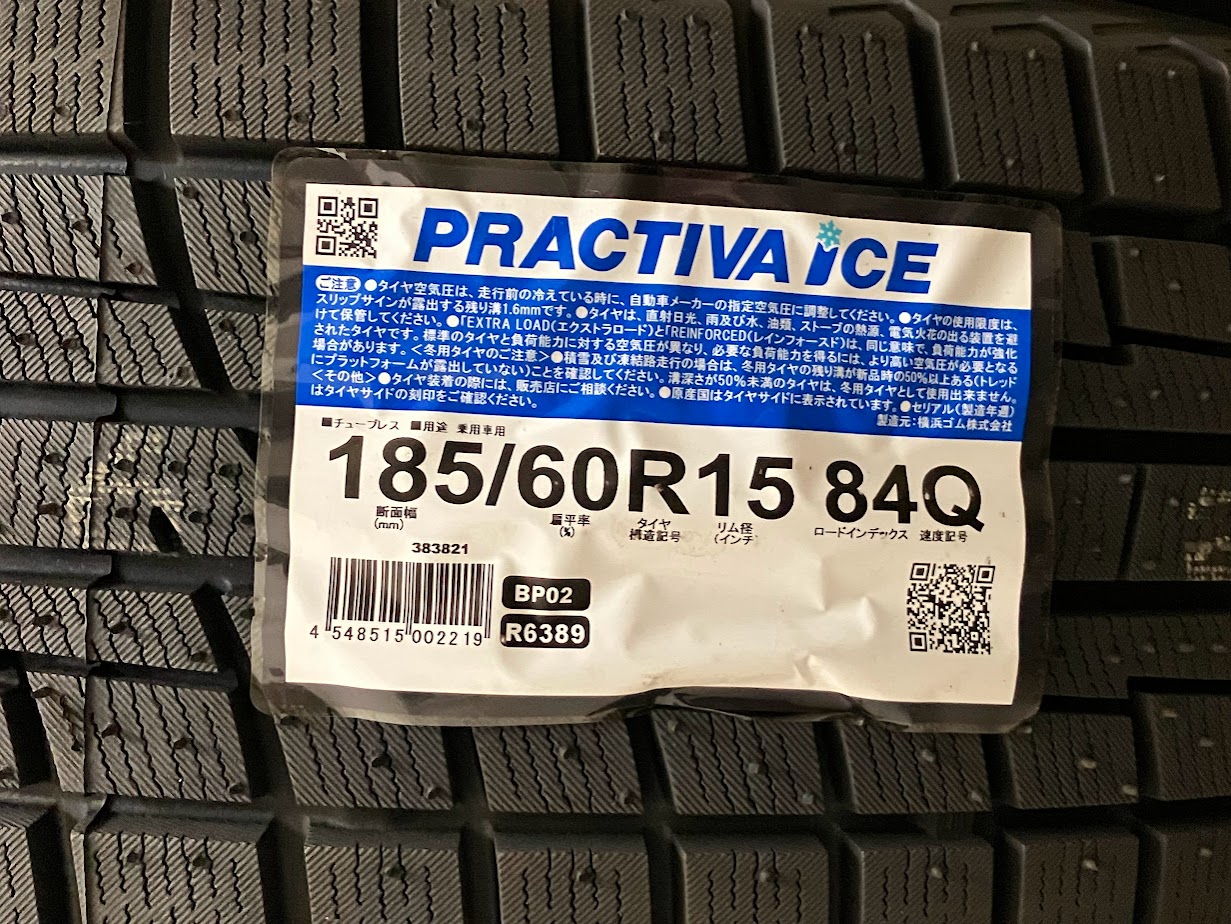 PRACTIVA iCE
ご注意 ●タイヤ空気圧は、走行前の冷えている時に、自動車メーカーの指定空気圧に調整してください。●タイヤの使用限度は、
スリップサインが露出する残り溝1.6mmです。●タイヤは、直射日光、雨及び水、油類、ストーブの熱源、電気火花の出る装置を避
けて保管してください。●「EXTRA LOAD(エクストラロード)と「REINFORCED(レインフォースド)は、同じ意味で、負荷能力が強化
されたタイヤです。標準のタイヤと負荷能力に対する空気圧が異なり、必要な負荷能力を得るには、より高い空気圧が必要となる
場合があります。＜冬用タイヤのご注意＞●積雪及び凍結路走行の場合は、冬用タイヤの残り溝が新品時の50%以上ある(トレッド
にプラットフォームが露出していない)ことを確認してください。溝深さが50%未満のタイヤは、冬用タイヤとして使用出来ません。
＜その他＞●タイヤ装着の際には、販売店にご相談ください。●原産国はタイヤサイドに表示されています。●セリアル(製造年週)
はタイヤサイドの刻印をご確認ください。
製造元:横浜ゴム株式会社
■チューブレス ■用途 乗用車用
185/60R15 84Q
断面幅 (mm) 扁平率 (%) タイヤ構造記号 リム径 (インチ) ロードインデックス 速度記号
383821
BP02
R6389
4 548515 002219